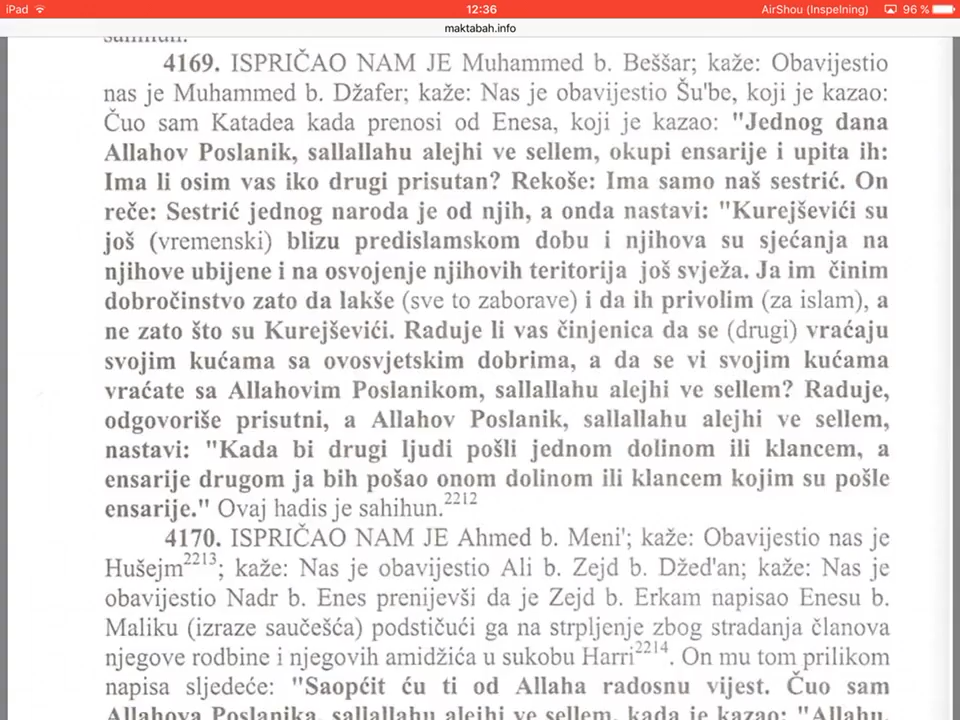 iPad 12:36 AirShou (Inspelning) 96 %
maktabah.info
sahihun.
4169. ISPRIČAO NAM JE Muhammed b. Beššar; kaže: Obavijestio
nas je Muhammed b. Džafer; kaže: Nas je obavijestio Šu'be, koji je kazao:
Čuo sam Katadea kada prenosi od Enesa, koji je kazao: "Jednog dana
Allahov Poslanik, sallallahu alejhi ve sellem, okupi ensarije i upita ih:
Ima li osim vas iko drugi prisutan? Rekoše: Ima samo naš sestrić. On
reče: Sestrić jednog naroda je od njih, a onda nastavi: "Kurejševići su
još (vremenski) blizu predislamskom dobu i njihova su sjećanja na
njihove ubijene i na osvojenje njihovih teritorija još svježa. Ja im činim
dobročinstvo zato da lakše (sve to zaborave) i da ih privolim (za islam), a
ne zato što su Kurejševići. Raduje li vas činjenica da se (drugi) vraćaju
svojim kućama sa ovosvjetskim dobrima, a da se vi svojim kućama
vraćate sa Allahovim Poslanikom, sallallahu alejhi ve sellem? Raduje,
odgovoriše prisutni, a Allahov Poslanik, sallallahu alejhi ve sellem,
nastavi: "Kada bi drugi ljudi pošli jednom dolinom ili klancem, a
ensarije drugom ja bih pošao onom dolinom ili klancem kojim su pošle
ensarije." Ovaj hadis je sahihun.2212
4170. ISPRIČAO NAM JE Ahmed b. Meni'; kaže: Obavijestio nas je
Hušejm2213; kaže: Nas je obavijestio Ali b. Zejd b. Džed'an; kaže: Nas je
obavijestio Nadr b. Enes prenijevši da je Zejd b. Erkam napisao Enesu b.
Maliku (izraze saučešća) podstičući ga na strpljenje zbog stradanja članova
njegove rodbine i njegovih amidžića u sukobu Harri2214. On mu tom prilikom
napisa sljedeće: "Saopćit ću ti od Allaha radosnu vijest. Čuo sam
Allahova Poslanika, sallallahu alejhi ve sellem, kada je kazao: "Allahu,